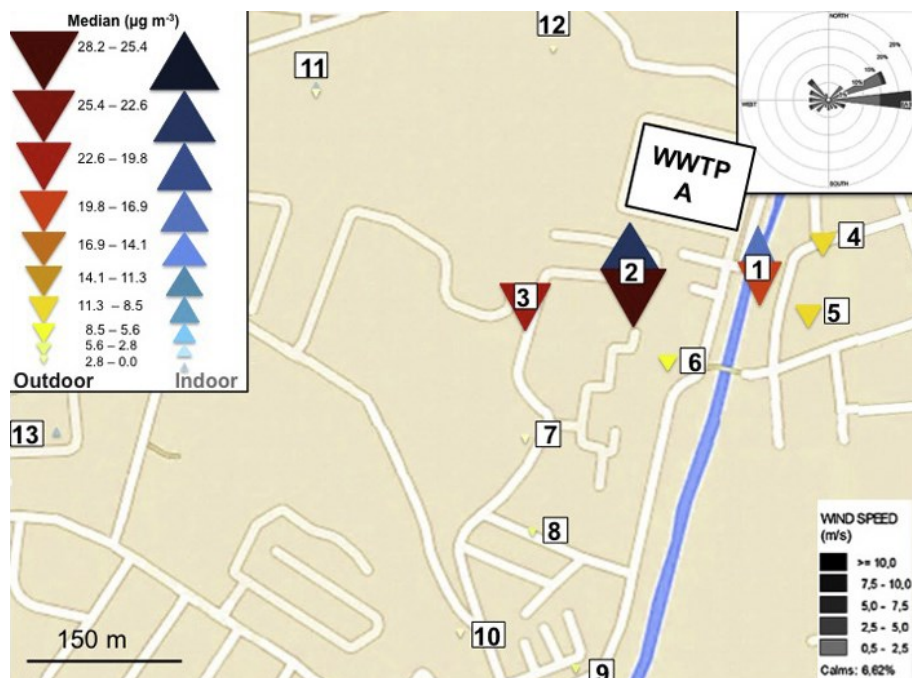 Median (µg m⁻³)
28.2 – 25.4
25.4 – 22.6
22.6 – 19.8
19.8 – 16.9
16.9 – 14.1
14.1 – 11.3
11.3 – 8.5
8.5 – 5.6
5.6 – 2.8
2.8 – 0.0
Outdoor
Indoor
12
11
NORTH
WEST
SOUTH
25%
20%
15%
10%
WWTP
A
4
1
2
3
5
6
13
7
8
10
9
150 m
WIND SPEED
(m/s)
>= 10,0
7,5 - 10,0
5,0 - 7,5
2,5 - 5,0
0,5 - 2,5
Calms: 6,62%